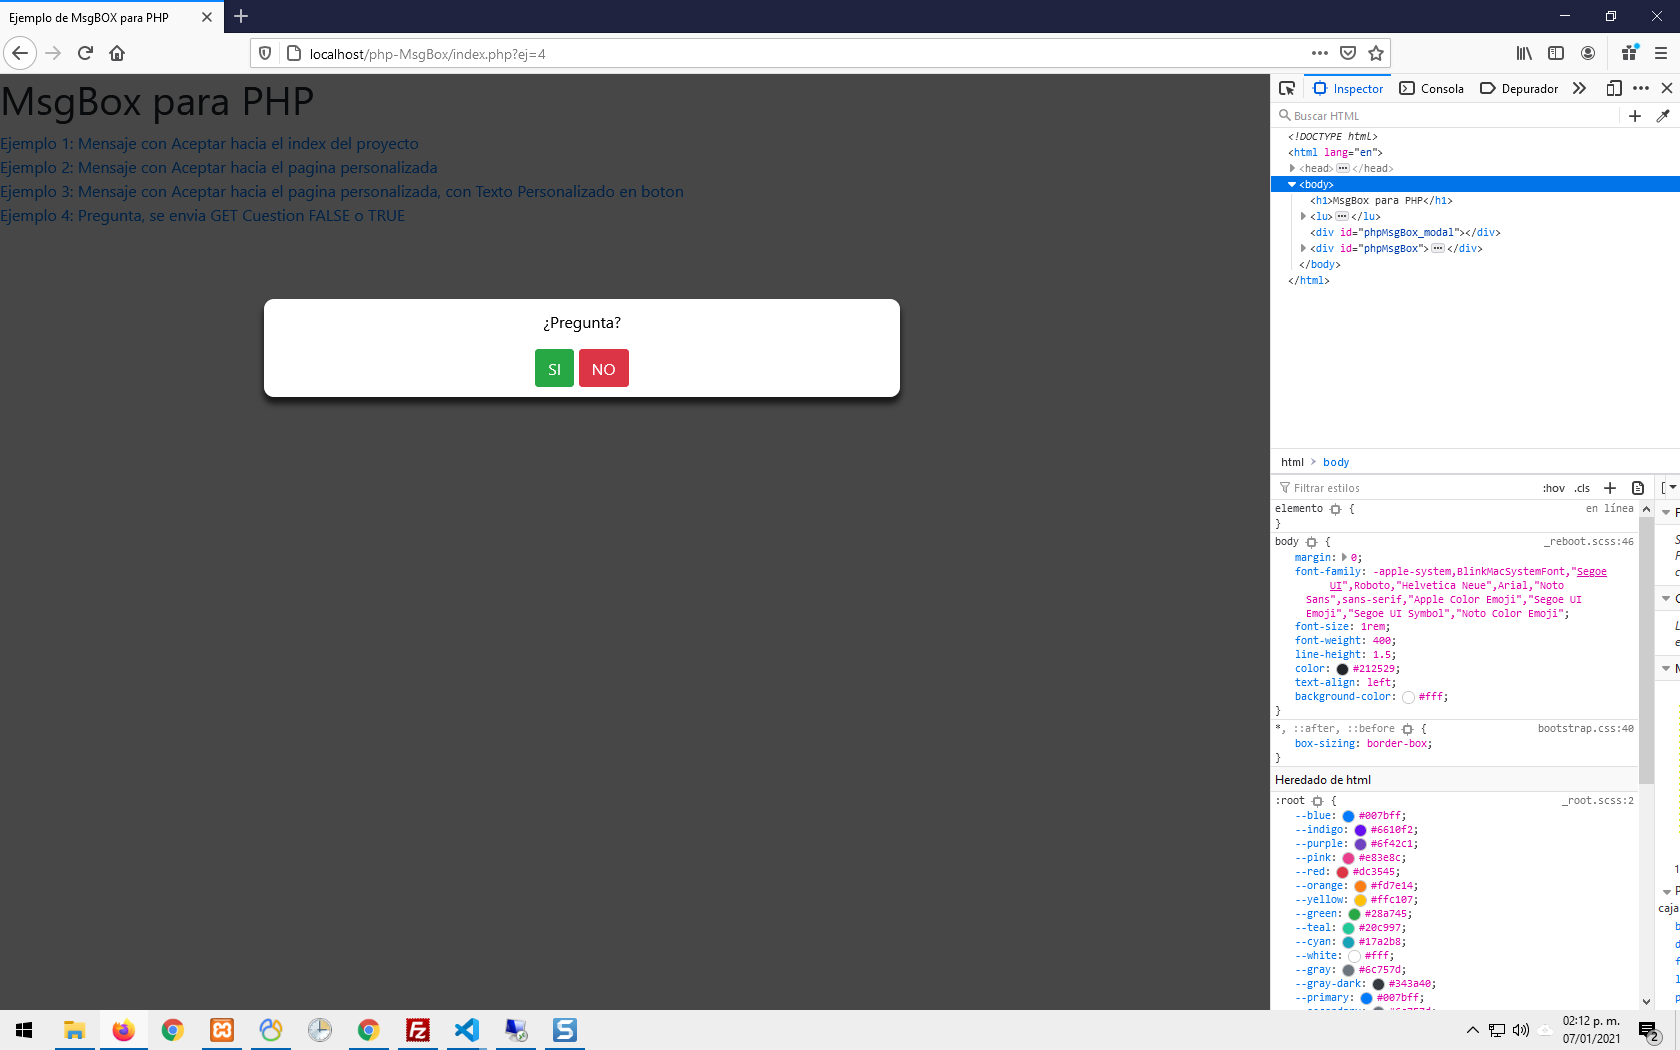 Ejemplo de MsgBOX para PHP
localhost/php-MsgBox/index.php?ej=4
MsgBox para PHP
Ejemplo 1: Mensaje con Aceptar hacia el index del proyecto
Ejemplo 2: Mensaje con Aceptar hacia el pagina personalizada
Ejemplo 3: Mensaje con Aceptar hacia el pagina personalizada, con Texto Personalizado en boton
Ejemplo 4: Pregunta, se envia GET Cuestion FALSE o TRUE
¿Pregunta?
SI NO
Inspector Consola Depurador
Buscar HTML
<!DOCTYPE html>
<html lang="en">
<head> </head>
<body>
<h1>MsgBox para PHP</h1>
<lu> </lu>
<div id="phpMsgBox_modal"></div>
<div id="phpMsgBox"> </div>
</body>
</html>
html > body
Filtrar estilos :hov .cls
elemento { en línea
}
body { _reboot.scss:46
margin: 0;
font-family: -apple-system,BlinkMacSystemFont,"Segoe
UI",Roboto,"Helvetica Neue",Arial,"Noto
Sans",sans-serif,"Apple Color Emoji","Segoe UI
Emoji","Segoe UI Symbol","Noto Color Emoji";
font-size: 1rem;
font-weight: 400;
line-height: 1.5;
color: #212529;
text-align: left;
background-color: #fff;
}
*, ::after, ::before { bootstrap.css:40
box-sizing: border-box;
}
Heredado de html
:root { _root.scss:2
--blue: #007bff;
--indigo: #6610f2;
--purple: #6f42c1;
--pink: #e83e8c;
--red: #dc3545;
--orange: #fd7e14;
--yellow: #ffc107;
--green: #28a745;
--teal: #20c997;
--cyan: #17a2b8;
--white: #fff;
--gray: #6c757d;
--gray-dark: #343a40;
--primary: #007bff;
caja
02:12 p. m.
07/01/2021
2